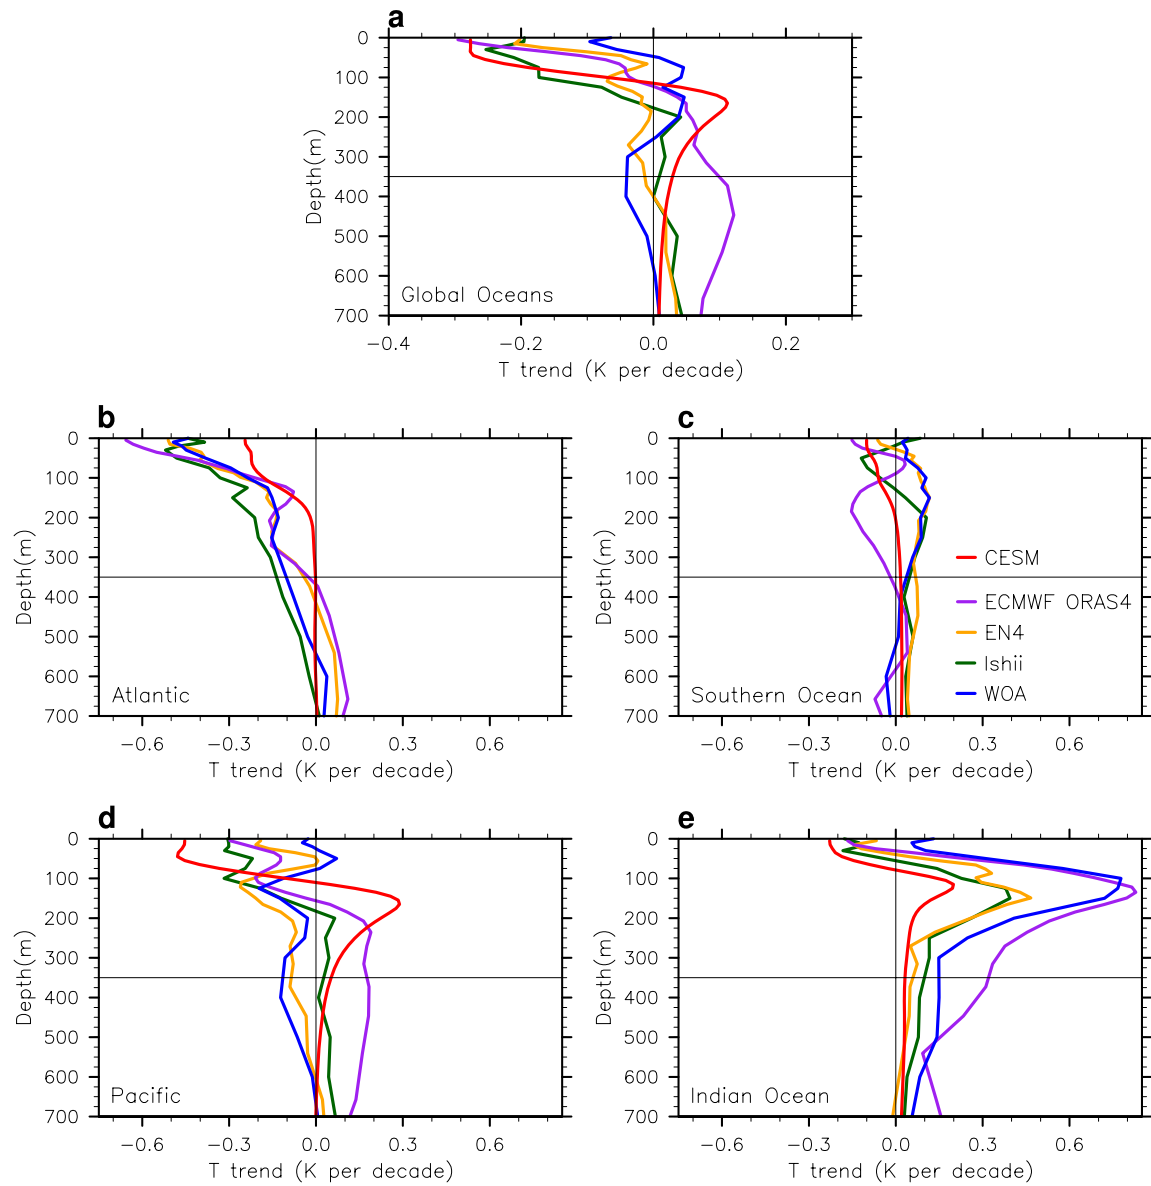 a
0
100
200
300
400
500
600
700
Depth(m)
Global Oceans
−0.4 −0.2 0.0 0.2
T trend (K per decade)
b
0
100
200
300
400
500
600
700
Depth(m)
Atlantic
−0.6 −0.3 0.0 0.3 0.6
T trend (K per decade)
c
0
100
200
300
400
500
600
700
Depth(m)
CESM
ECMWF ORAS4
EN4
Ishii
WOA
Southern Ocean
−0.6 −0.3 0.0 0.3 0.6
T trend (K per decade)
d
0
100
200
300
400
500
600
700
Depth(m)
Pacific
−0.6 −0.3 0.0 0.3 0.6
T trend (K per decade)
e
0
100
200
300
400
500
600
700
Depth(m)
Indian Ocean
−0.6 −0.3 0.0 0.3 0.6
T trend (K per decade)